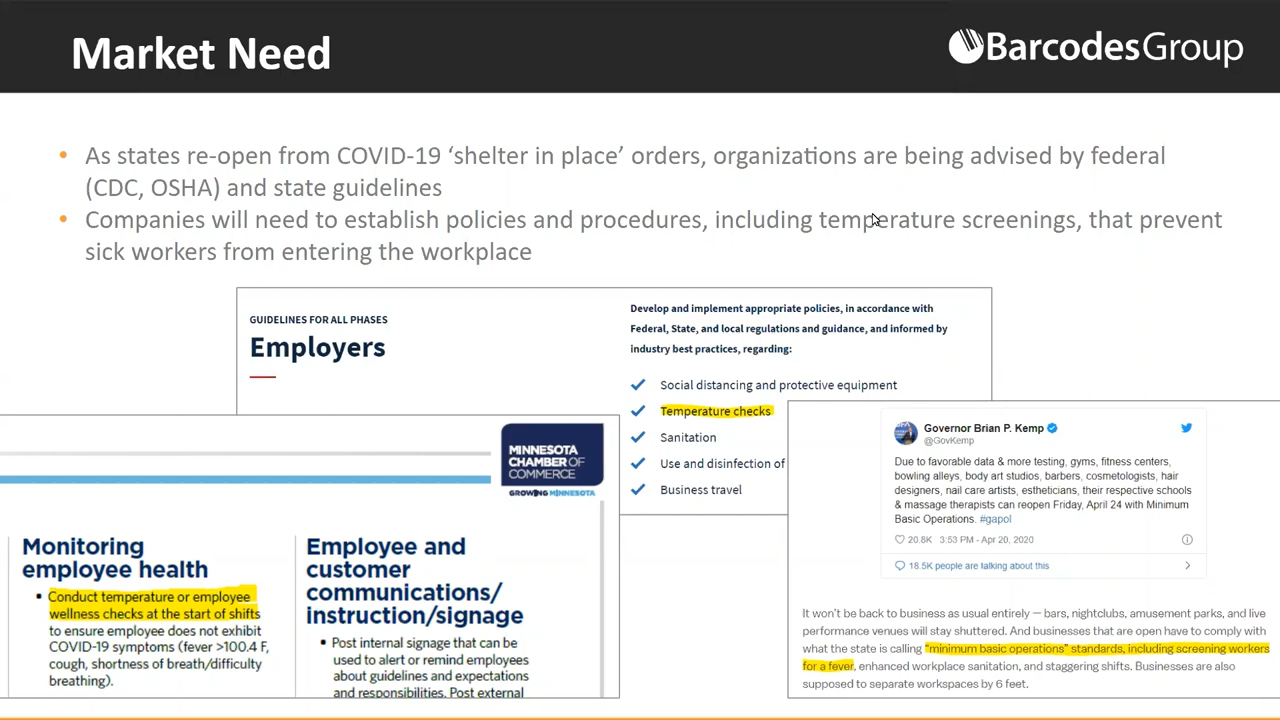 Market Need
BarcodesGroup
• As states re-open from COVID-19 ‘shelter in place’ orders, organizations are being advised by federal
(CDC, OSHA) and state guidelines
• Companies will need to establish policies and procedures, including temperature screenings, that prevent
sick workers from entering the workplace
GUIDELINES FOR ALL PHASES
Employers
Develop and implement appropriate policies, in accordance with
Federal, State, and local regulations and guidance, and informed by
industry best practices, regarding:
Social distancing and protective equipment
Temperature checks
Sanitation
Use and disinfection of
Business travel
MINNESOTA
CHAMBER OF
COMMERCE
GROWING MINNESOTA
Monitoring
employee health
▪ Conduct temperature or employee
wellness checks at the start of shifts
to ensure employee does not exhibit
COVID-19 symptoms (fever >100.4 F,
cough, shortness of breath/difficulty
breathing).
Employee and
customer
communications/
instruction/signage
▪ Post internal signage that can be
used to alert or remind employees
about guidelines and expectations
and responsibilities. Post external
Governor Brian P. Kemp
@GovKemp
Due to favorable data & more testing, gyms, fitness centers,
bowling alleys, body art studios, barbers, cosmetologists, hair
designers, nail care artists, estheticians, their respective schools
& massage therapists can reopen Friday, April 24 with Minimum
Basic Operations. #gapol
20.8K 3:53 PM - Apr 20, 2020
18.5K people are talking about this
It won’t be back to business as usual entirely — bars, nightclubs, amusement parks, and live
performance venues will stay shuttered. And businesses that are open have to comply with
what the state is calling “minimum basic operations” standards, including screening workers
for a fever, enhanced workplace sanitation, and staggering shifts. Businesses are also
supposed to separate workspaces by 6 feet.